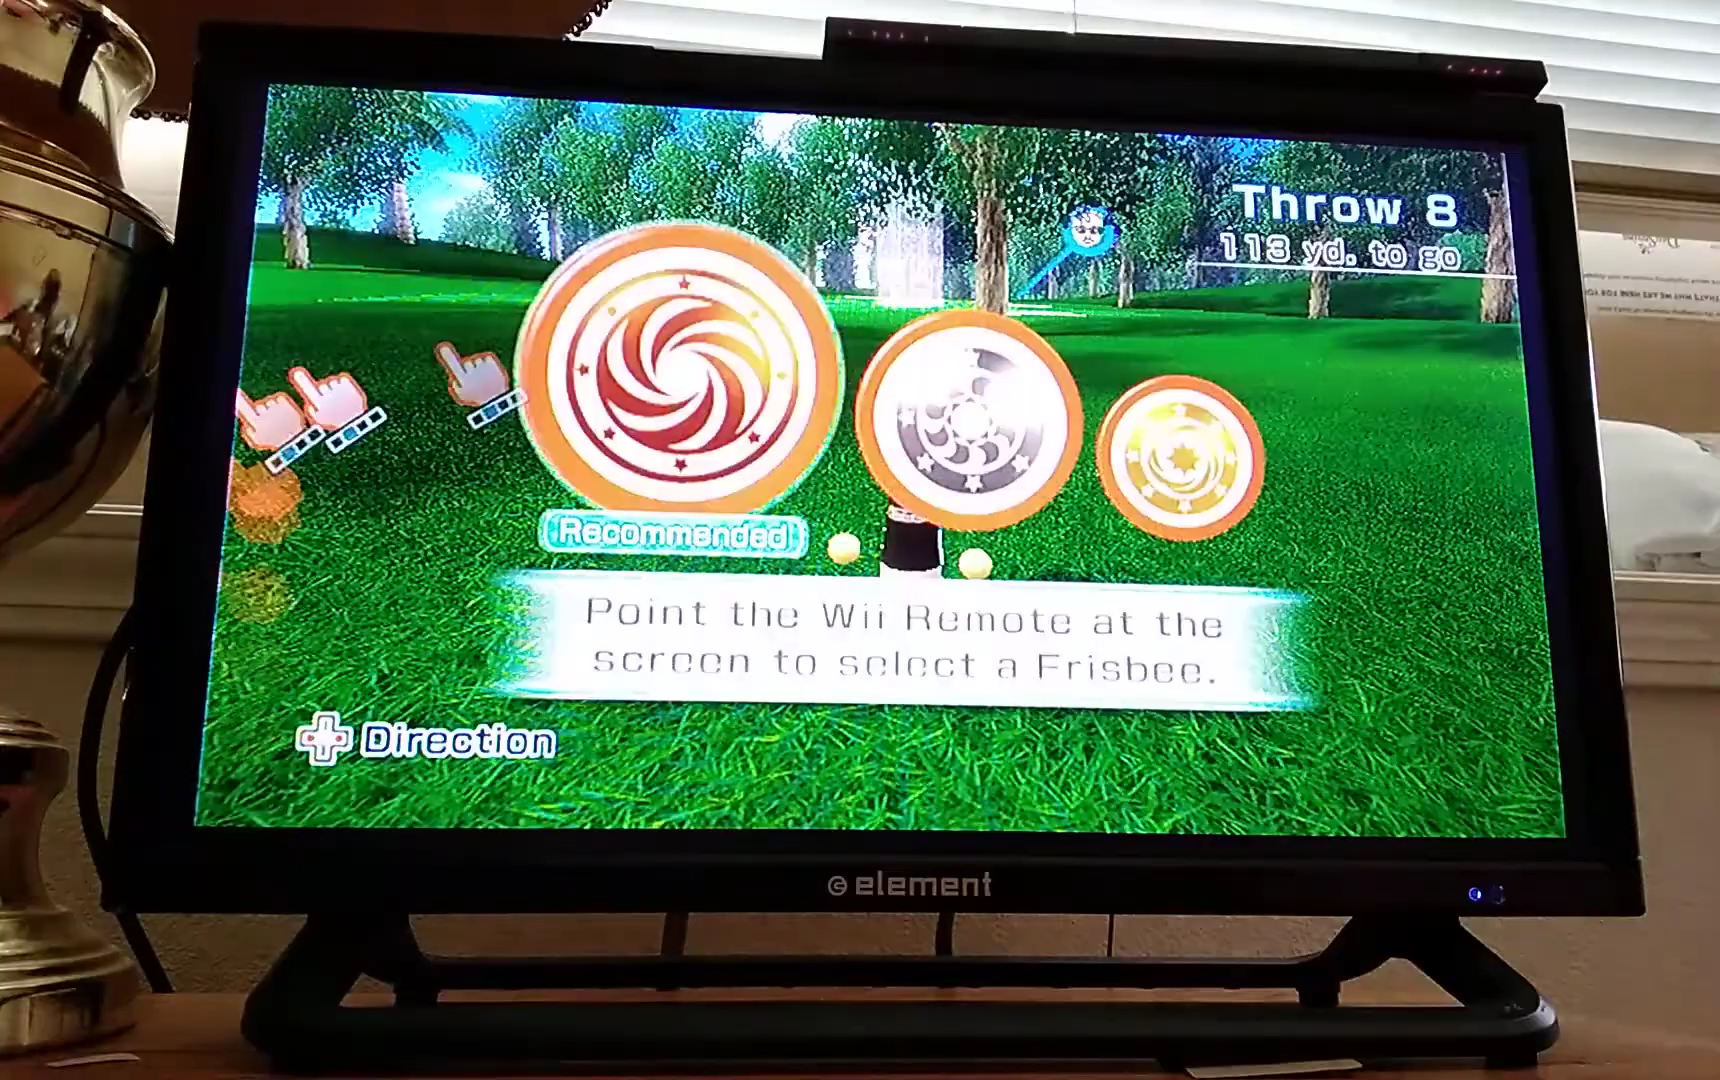 Throw 8
113 yd. to go
Recommended
Point the Wii Remote at the
screen to select a Frisbee.
Direction
element